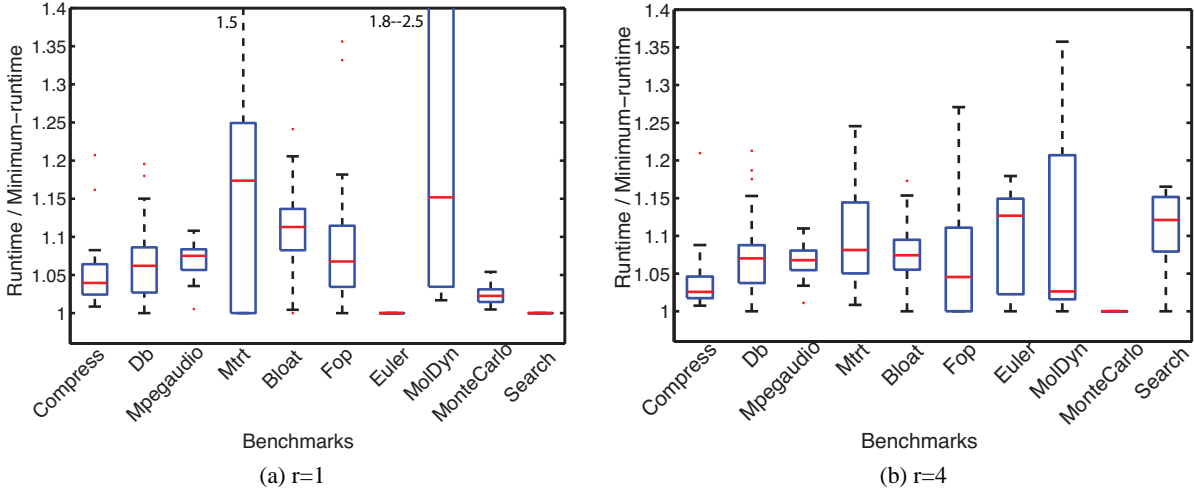 1.5
1.8--2.5
1.4
1.35
1.3
1.25
1.2
1.15
1.1
1.05
1
Runtime / Minimum-runtime
Compress
Db
Mpegaudio
Mtrt
Bloat
Fop
Euler
MolDyn
MonteCarlo
Search
Benchmarks
(a) r=1
1.4
1.35
1.3
1.25
1.2
1.15
1.1
1.05
1
Runtime / Minimum-runtime
Compress
Db
Mpegaudio
Mtrt
Bloat
Fop
Euler
MolDyn
MonteCarlo
Search
Benchmarks
(b) r=4